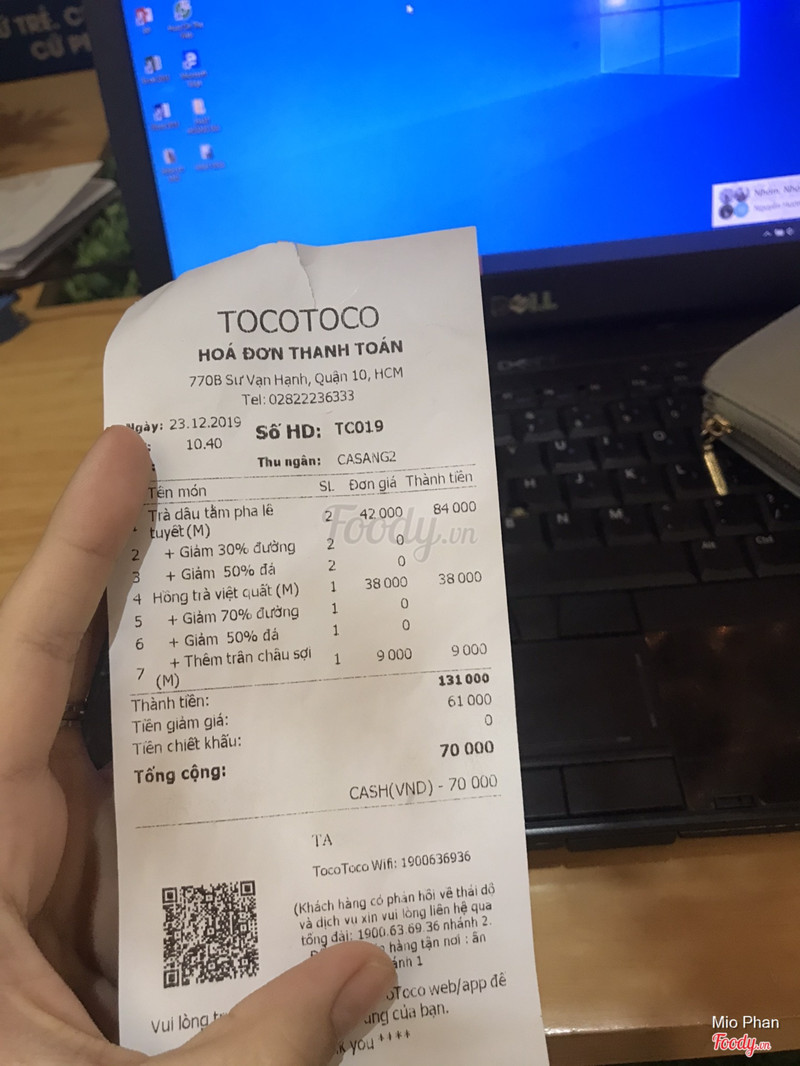 Ứ TRẺ, C
CŨ P
Nhóm, Nh
DELL
TOCOTOCO
HOÁ ĐƠN THANH TOÁN
770B Sư Vạn Hạnh, Quận 10, HCM
Tel: 02822236333
Ngày: 23.12.2019 Số HD: TC019
10.40
Thu ngân: CASANG2
Tên món SL Đơn giá Thành tiền
Trà dâu tằm pha lê 2 42 000 84 000
tuyết (M)
2 + Giảm 30% đường 2 0
3 + Giảm 50% đá 2 0
4 Hồng trà việt quất (M) 1 38 000 38 000
5 + Giảm 70% đường 1 0
6 + Giảm 50% đá 1 0
7 + Thêm trân châu sợi 1 9 000 9 000
(M)
Thành tiền: 131 000
Tiền giảm giá: 61 000
Tiền chiết khấu: 0
Tổng cộng: 70 000
CASH(VND) - 70 000
TA
TocoToco Wifi: 1900636936
(Khách hàng có phản hồi về thái độ
và dịch vụ xin vui lòng liên hệ qua
tổng đài: 1900.63.69.36 nhánh 2.
hàng tận nơi : ấn
ánh 1
oToco web/app để
Vui lòng ụng của bạn.
k you ****
Foody.vn
Mio Phan
Foody.vn